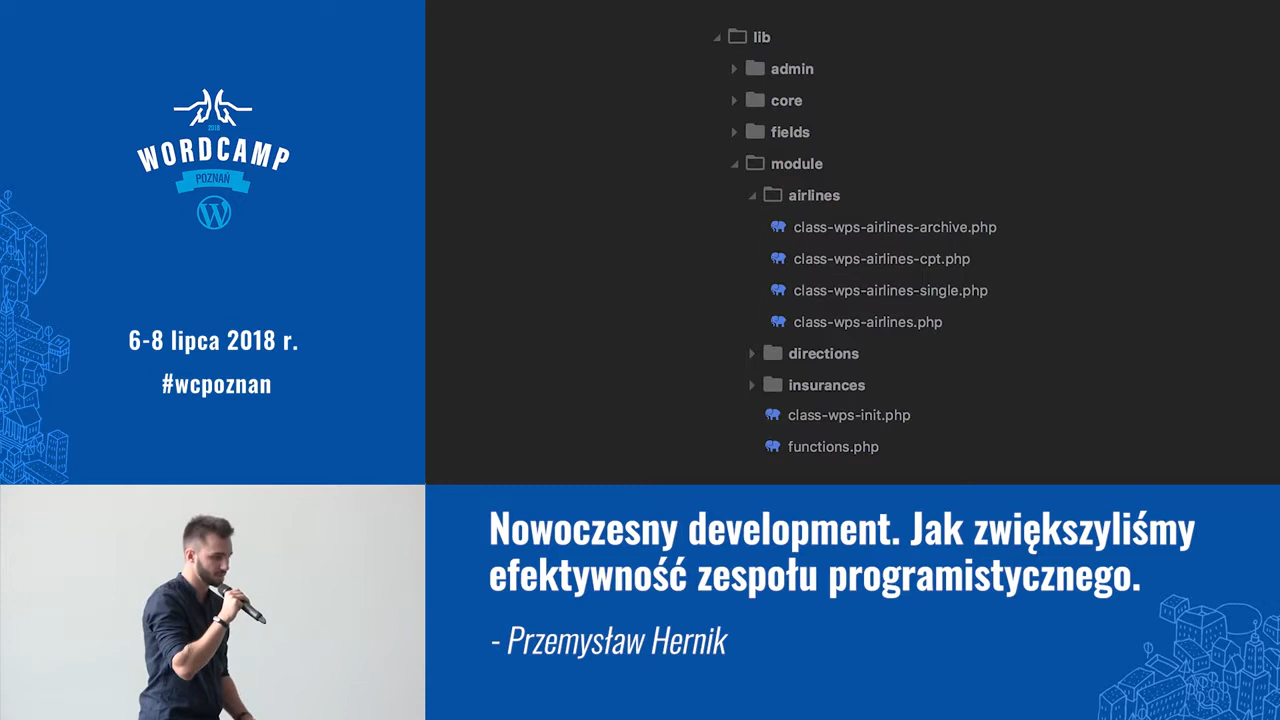 2018
WORDCAMP
POZNAŃ
6-8 lipca 2018 r.
#wcpoznan
lib
admin
core
fields
module
airlines
class-wps-airlines-archive.php
class-wps-airlines-cpt.php
class-wps-airlines-single.php
class-wps-airlines.php
directions
insurances
class-wps-init.php
functions.php
Nowoczesny development. Jak zwiększyliśmy
efektywność zespołu programistycznego.
- Przemysław Hernik